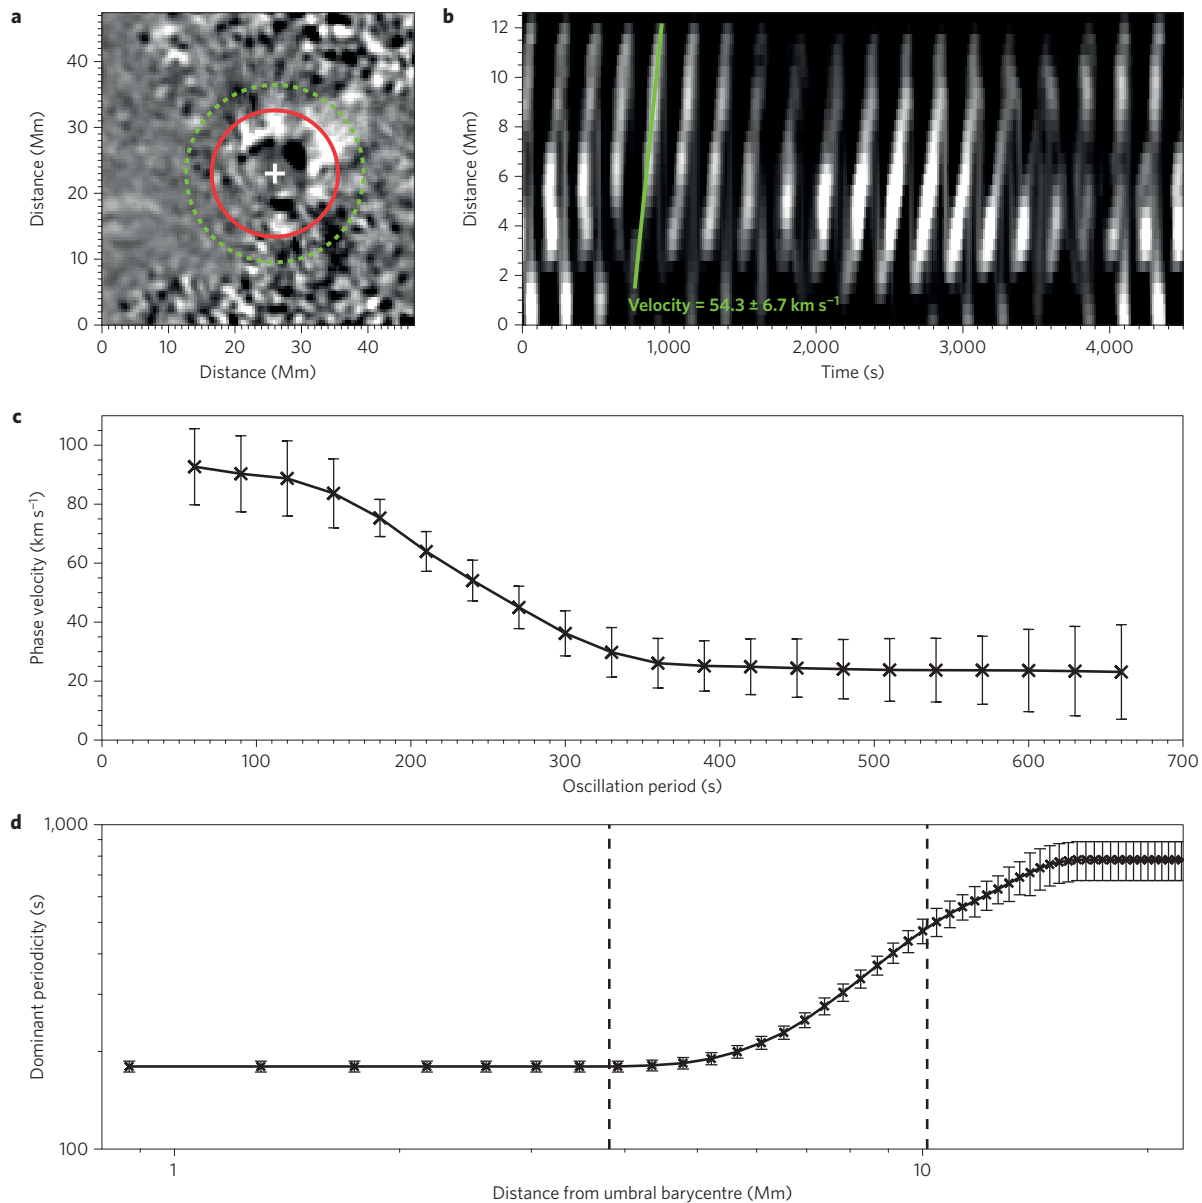 a
40
30
20
10
0
Distance (Mm)
0 10 20 30 40
Distance (Mm)
b
12
10
8
6
4
2
0
Distance (Mm)
Velocity = 54.3 ± 6.7 km s⁻¹
0 1,000 2,000 3,000 4,000
Time (s)
c
100
80
60
40
20
0
Phase velocity (km s⁻¹)
0 100 200 300 400 500 600 700
Oscillation period (s)
d
1,000
100
Dominant periodicity (s)
1 10
Distance from umbral barycentre (Mm)